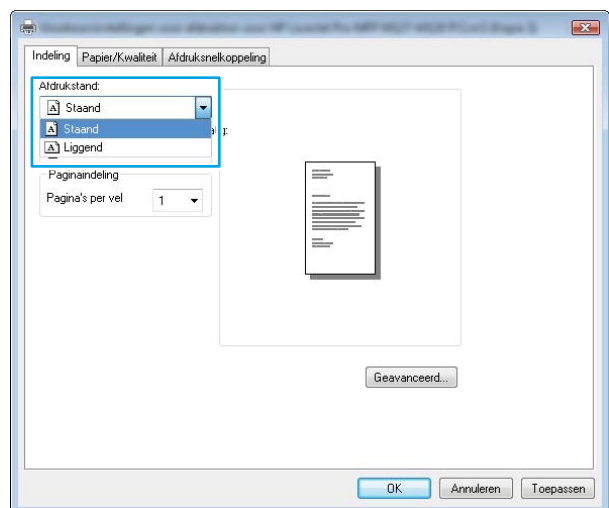 Indeling Papier/Kwaliteit Afdruksnelkoppeling
Afdrukstand:
Staand
Staand
Liggend
Paginaindeling
Pagina's per vel 1
Geavanceerd...
OK Annuleren Toepassen